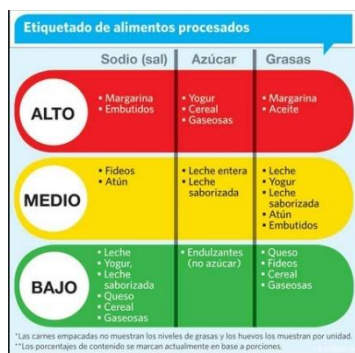 Etiquetado de alimentos procesados
Sodio (sal) Azúcar Grasas
ALTO
• Margarina
• Embutidos
• Yogur
• Cereal
• Gaseosas
• Margarina
• Aceite
MEDIO
• Fideos
• Atún
• Leche entera
• Leche
saborizada
• Leche
• Yogur
• Leche
saborizada
• Atún
• Embutidos
BAJO
• Leche
• Yogur,
• Leche
saborizada
• Queso
• Cereal
• Gaseosas
• Endulzantes
(no azúcar)
• Queso
• Fideos
• Cereal
• Gaseosas
*Las carnes empacadas no muestran los niveles de grasas y los huevos los muestran por unidad.
**Los porcentajes de contenido se marcan actualmente en base a porciones.